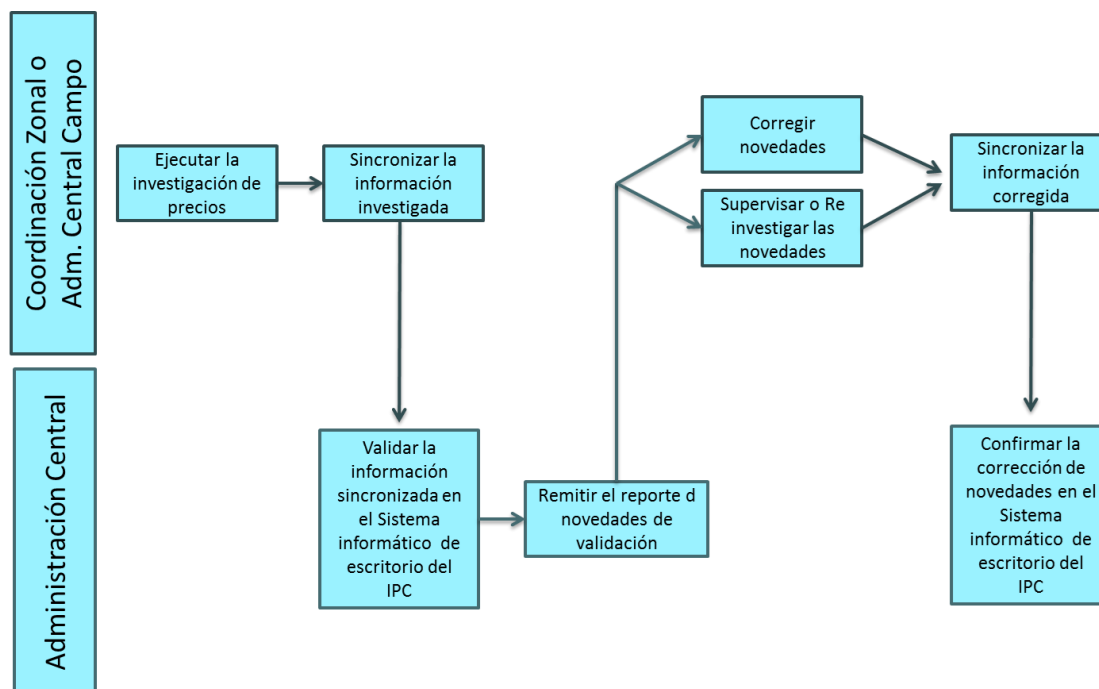 Coordinación Zonal o
Adm. Central Campo
Ejecutar la
investigación de
precios
Sincronizar la
información
investigada
Corregir
novedades
Supervisar o Re
investigar las
novedades
Sincronizar la
información
corregida
Administración Central
Validar la
información
sincronizada en
el Sistema
informático de
escritorio del
IPC
Remitir el reporte d
novedades de
validación
Confirmar la
corrección de
novedades en el
Sistema
informático de
escritorio del
IPC